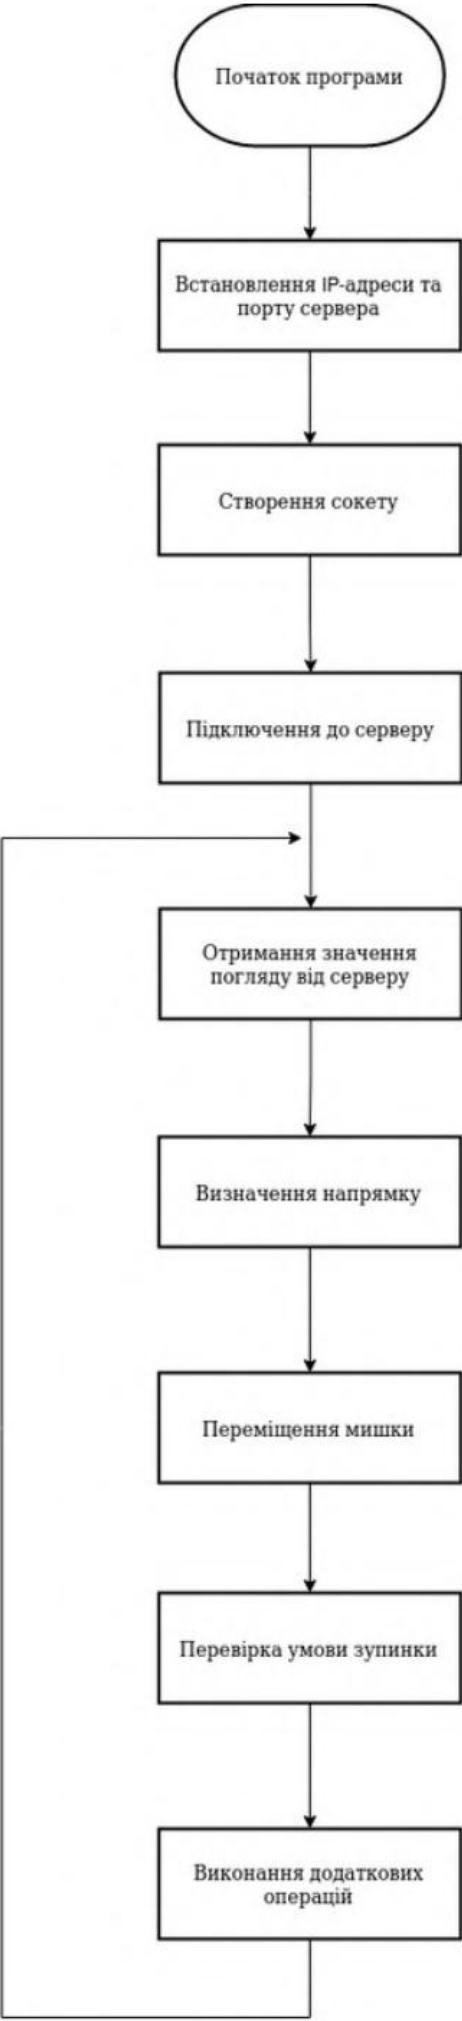 Початок програми
Встановлення IP-адреси та
порту сервера
Створення сокету
Підключення до серверу
Отримання значення
погляду від серверу
Визначення напрямку
Переміщення мишки
Перевірка умови зупинки
Виконання додаткових
операцій